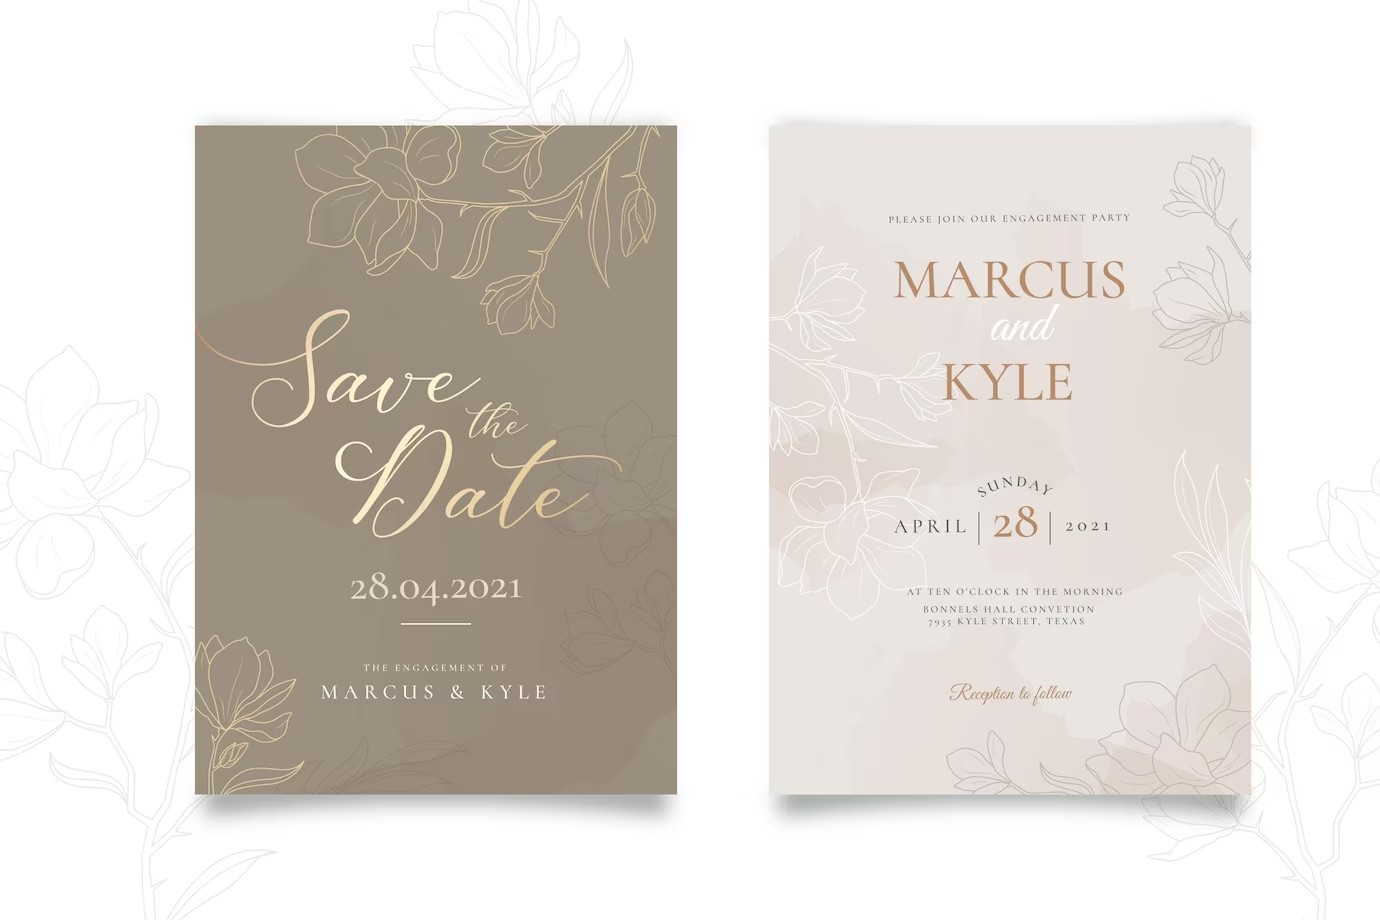 Save
the
Date
28.04.2021
THE ENGAGEMENT OF
MARCUS & KYLE
PLEASE JOIN OUR ENGAGEMENT PARTY
MARCUS
and
KYLE
SUNDAY
APRIL | 28 | 2021
AT TEN O'CLOCK IN THE MORNING
BONNELS HALL CONVETION
7935 KYLE STREET, TEXAS
Reception to follow